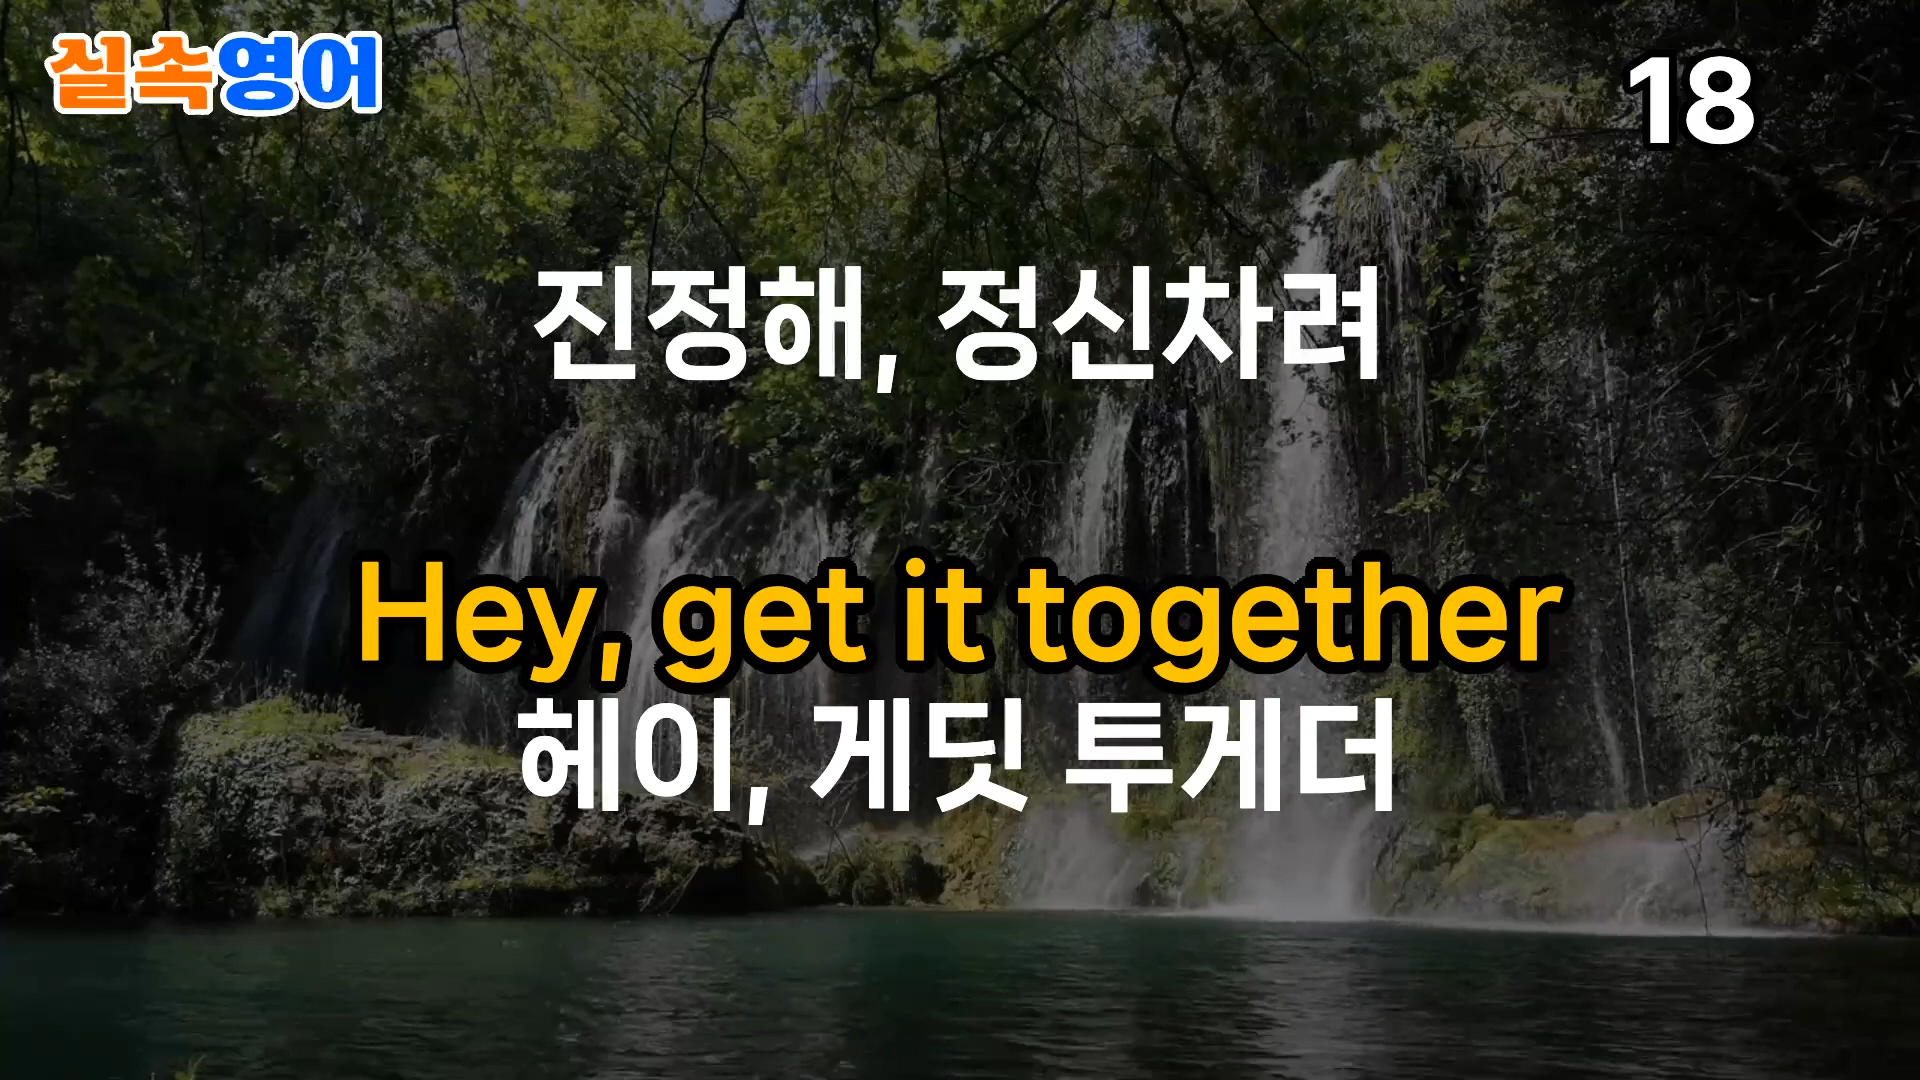 실속영어
18
진정해, 정신차려
Hey, get it together
헤이, 게딧 투게더